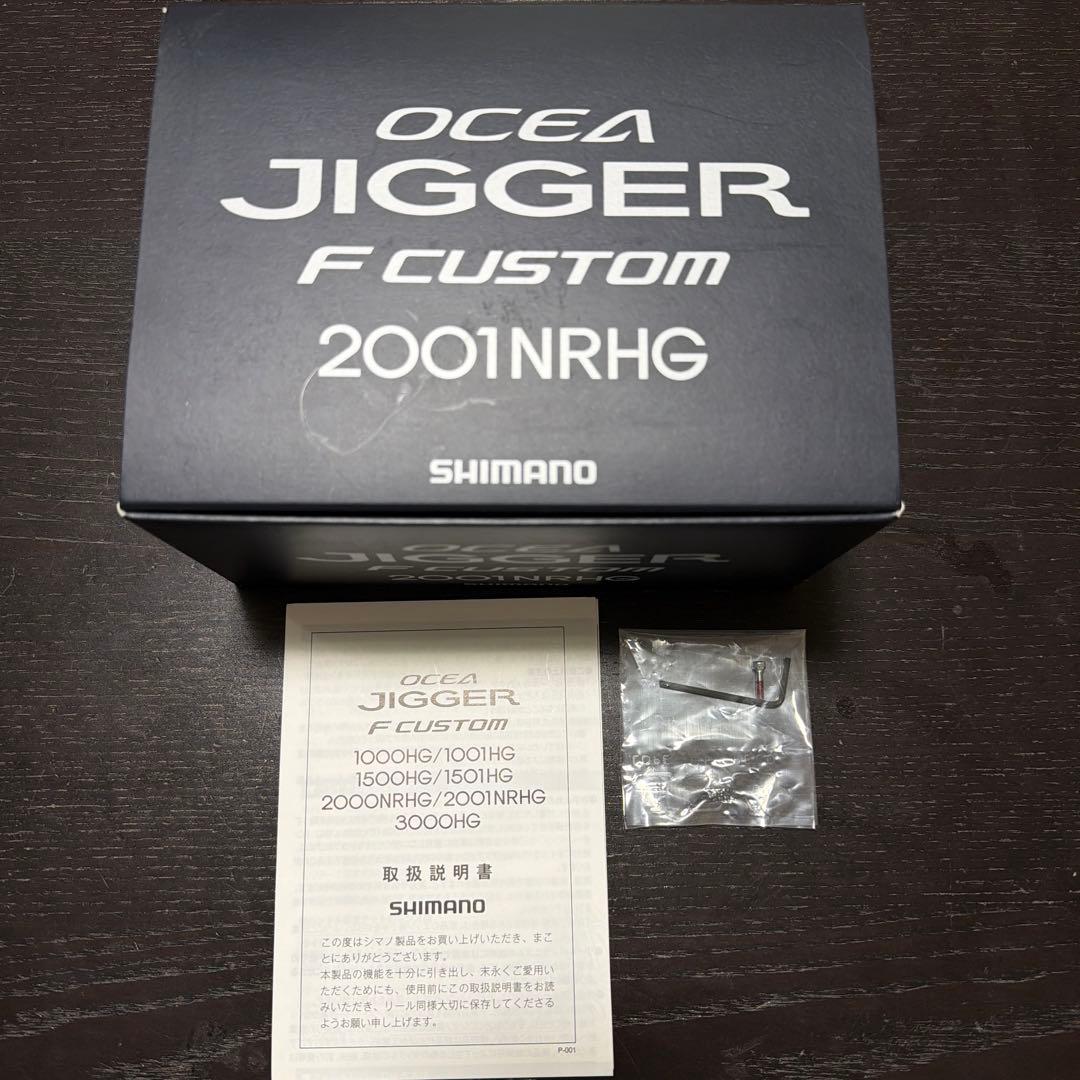 OCEA
JIGGER
F CUSTOM
2001NRHG
SHIMANO
OCEA
JIGGER
F CUSTOM
2001NRHG
SHIMANO
OCEA
JIGGER
F CUSTOM
1000HG/1001HG
1500HG/1501HG
2000NRHG/2001NRHG
3000HG
取扱説明書
SHIMANO
この度はシマノ製品をお買い上げいただき、まこ
とにありがとうございます。
本製品の機能を十分に引き出し、末永くご愛用い
ただくためにも、使用前にこの取扱説明書をお読
みいただき、リール同様大切に保存してくださる
ようお願い申し上げます。
P-001